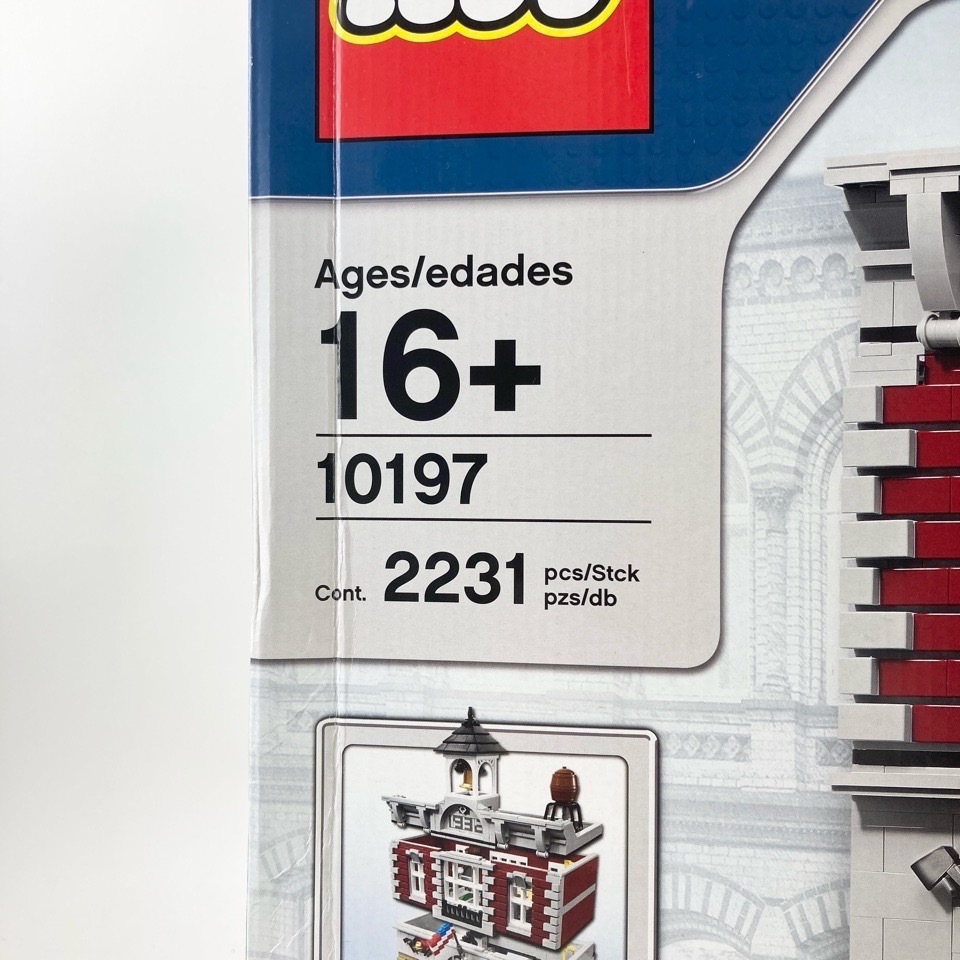 Ages/edades
16+
10197
Cont. 2231 pcs/Stck
pzs/db
1932